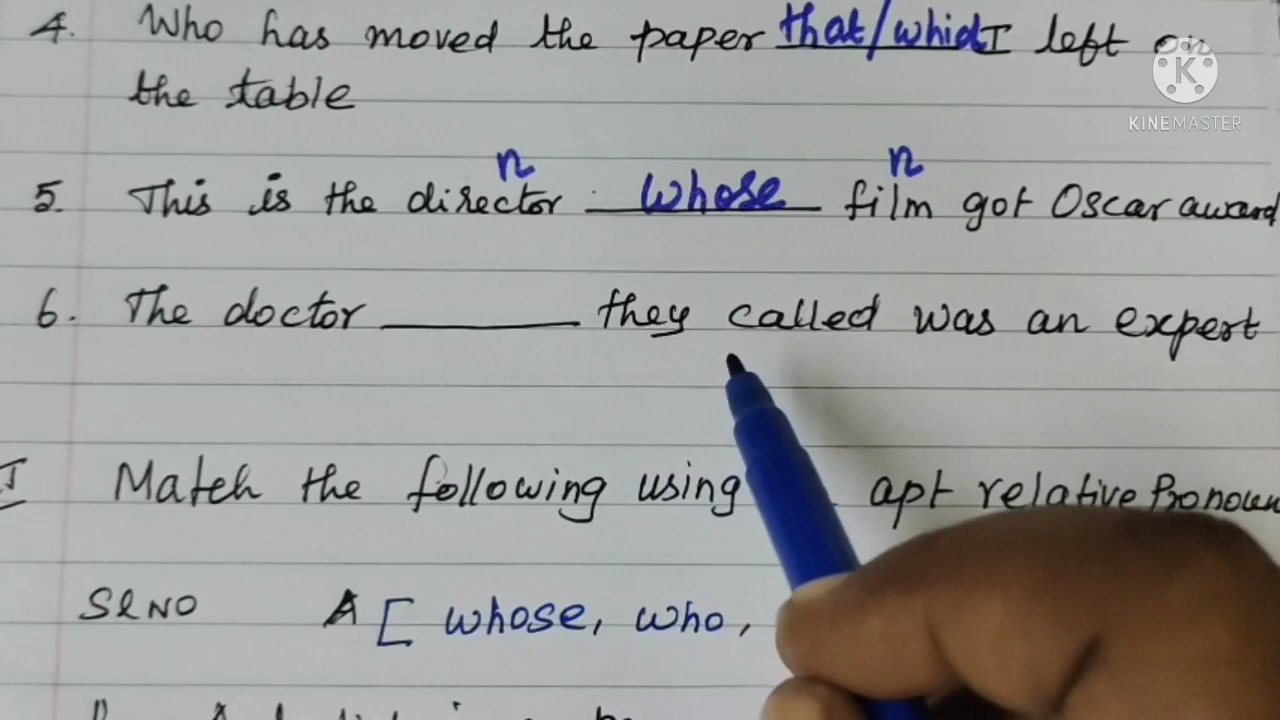 4. Who has moved the paper that/which I left on
the table
KINEMASTER
n n
5. This is the director whose film got Oscar award
6. The doctor ______ they called was an expert
Match the following using apt relative Pronoun
Sl NO A [ whose, who,